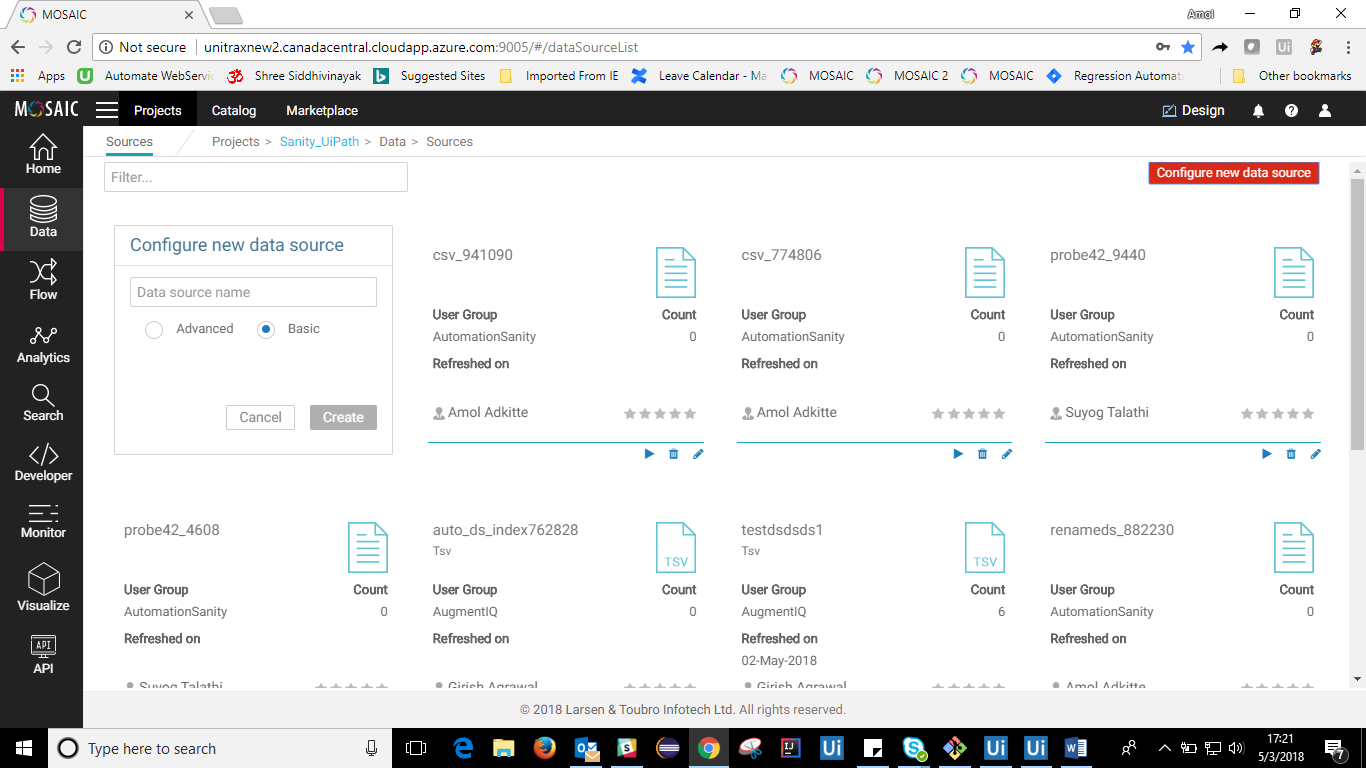 MOSAIC
Amol
Not secure unitraxnew2.canadacentral.cloudapp.azure.com:9005/#/dataSourceList
Apps Automate WebServic Shree Siddhivinayak Suggested Sites Imported From IE Leave Calendar - Ma MOSAIC MOSAIC 2 MOSAIC Regression Automat Other bookmarks
MOSAIC Projects Catalog Marketplace Design
Sources Projects > Sanity_UiPath > Data > Sources
Home
Data
Flow
Analytics
Search
Developer
Monitor
Visualize
API
API
Filter...
Configure new data source
Configure new data source
Data source name
Advanced Basic
Cancel Create
csv_941090
User Group Count
AutomationSanity 0
Refreshed on
Amol Adkitte
csv_774806
User Group Count
AutomationSanity 0
Refreshed on
Amol Adkitte
probe42_9440
User Group Count
AutomationSanity 0
Refreshed on
Suyog Talathi
probe42_4608
User Group Count
AutomationSanity 0
Refreshed on
Suyog Talathi
auto_ds_index762828
Tsv
TSV
User Group Count
AugmentIQ 0
Refreshed on
Girish Agrawal
testdsdsds1
Tsv
TSV
User Group Count
AugmentIQ 6
Refreshed on
02-May-2018
Girish Agrawal
renameds_882230
User Group Count
AutomationSanity 0
Refreshed on
Amol Adkitte
© 2018 Larsen & Toubro Infotech Ltd. All rights reserved.
Type here to search
Ui Ui Ui
17:21
5/3/2018
7